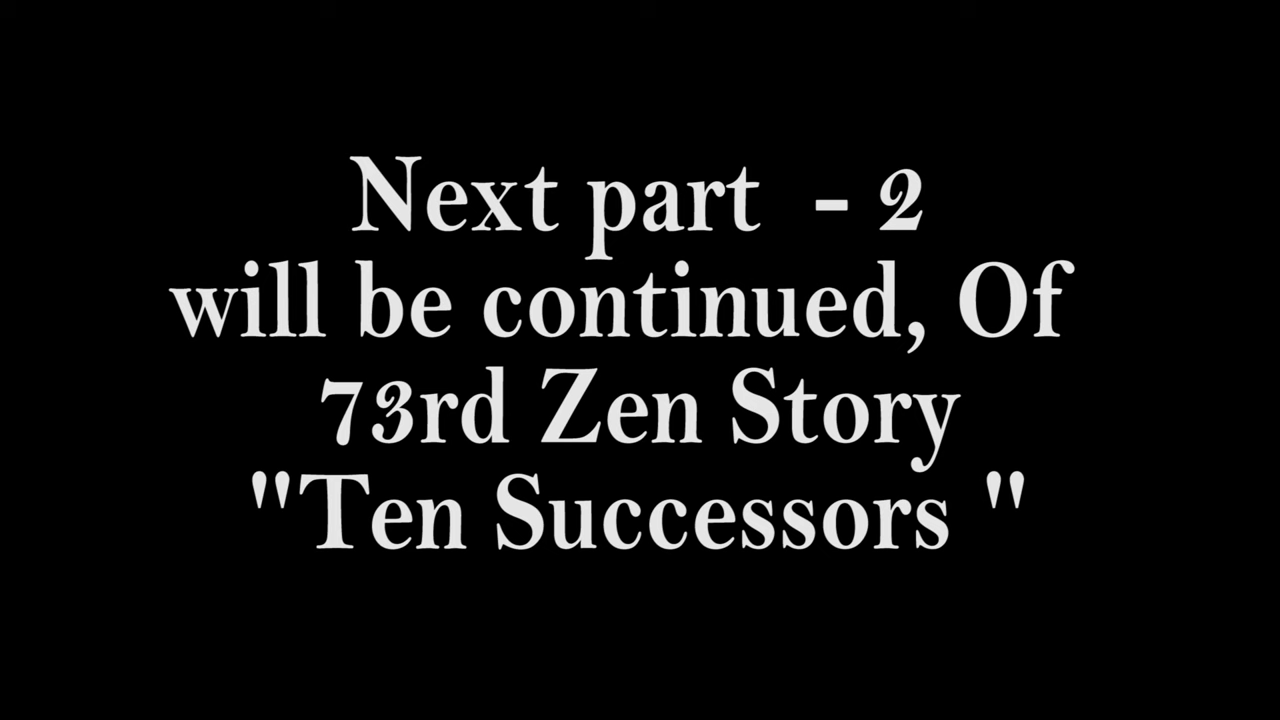 Next part  - 2
will be continued, Of
73rd Zen Story
"Ten Successors "